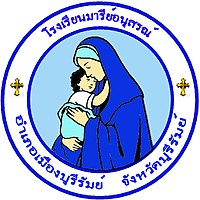 โรงเรียนมารีย์อนุสรณ์
อำเภอเมืองบุรีรัมย์ จังหวัดบุรีรัมย์